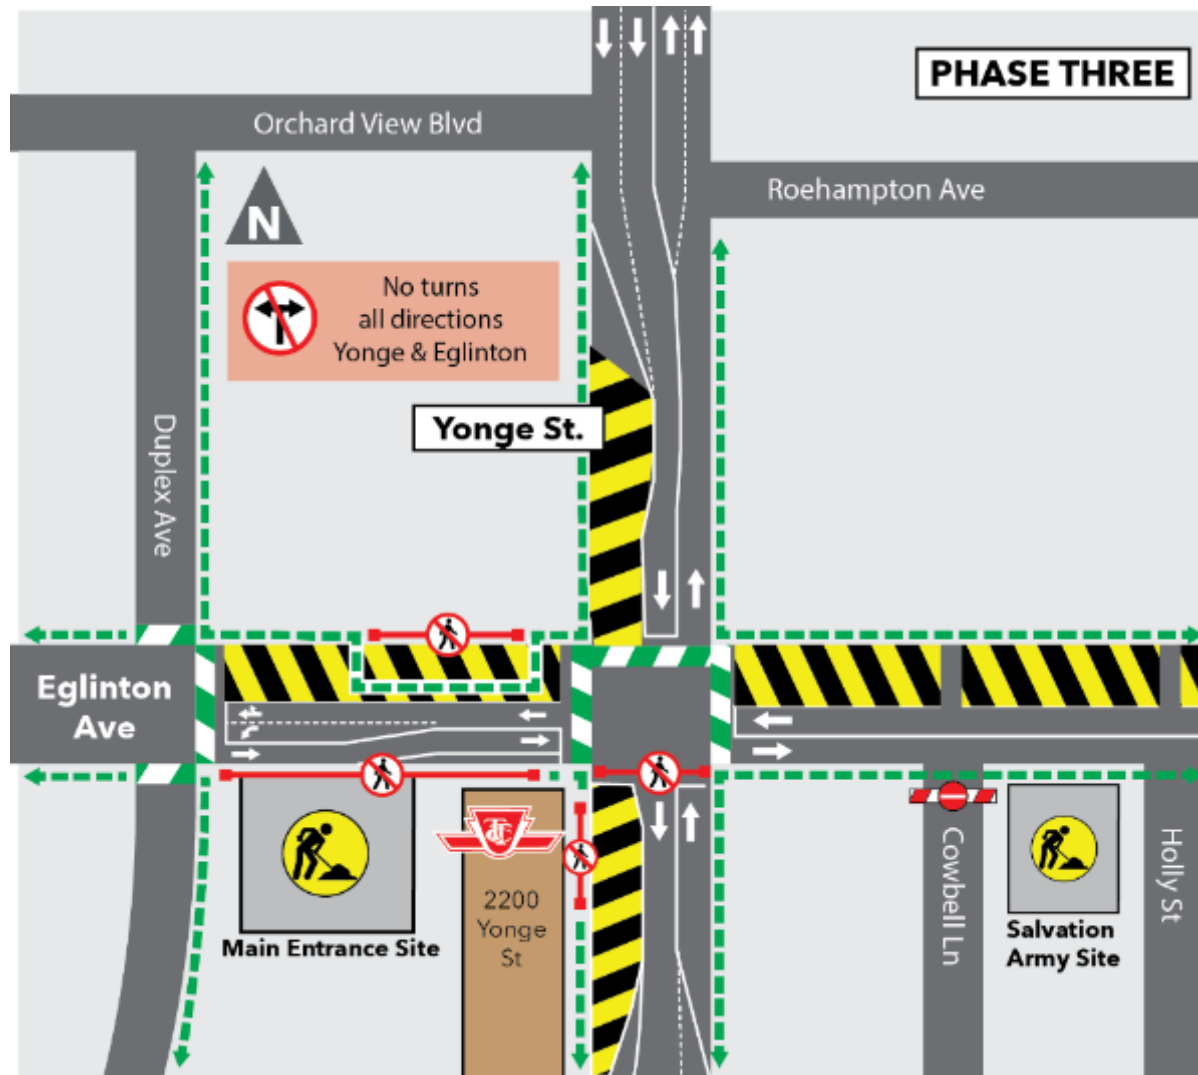 PHASE THREE
Orchard View Blvd
Roehampton Ave
N
No turns
all directions
Yonge & Eglinton
Yonge St.
Duplex Ave
Eglinton
Ave
TTC
2200
Yonge
St
Main Entrance Site
Cowbell Ln
Salvation
Army Site
Holly St